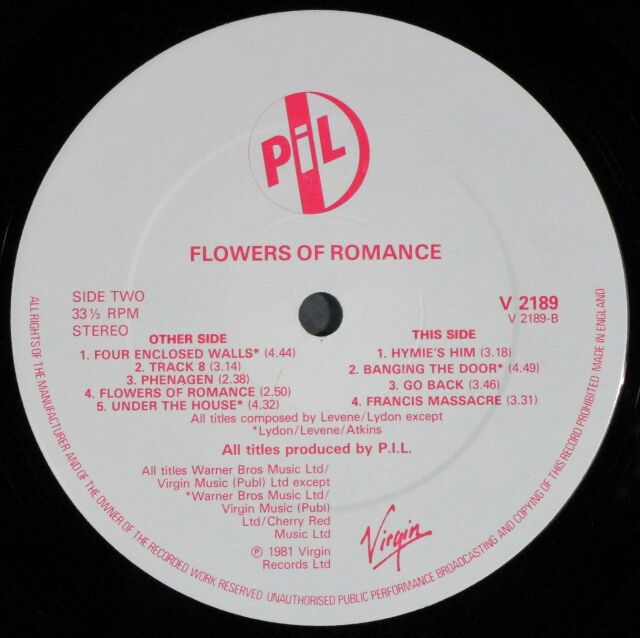 PiL
FLOWERS OF ROMANCE
SIDE TWO
33⅓ RPM
STEREO
V 2189
V 2189-B
OTHER SIDE
1. FOUR ENCLOSED WALLS* (4.44)
2. TRACK 8 (3.14)
3. PHENAGEN (2.38)
4. FLOWERS OF ROMANCE (2.50)
5. UNDER THE HOUSE* (4.32)
THIS SIDE
1. HYMIE'S HIM (3.18)
2. BANGING THE DOOR* (4.49)
3. GO BACK (3.46)
4. FRANCIS MASSACRE (3.31)
All titles composed by Levene/Lydon except
*Lydon/Levene/Atkins
All titles produced by P.I.L.
All titles Warner Bros Music Ltd/
Virgin Music (Publ) Ltd except
*Warner Bros Music Ltd/
Virgin Music (Publ)
Ltd/Cherry Red
Music Ltd
℗ 1981 Virgin
Records Ltd
Virgin
ALL RIGHTS OF THE MANUFACTURER AND OF THE OWNER OF THE RECORDED WORK RESERVED UNAUTHORISED PUBLIC PERFORMANCE BROADCASTING AND COPYING OF THIS RECORD PROHIBITED MADE IN ENGLAND